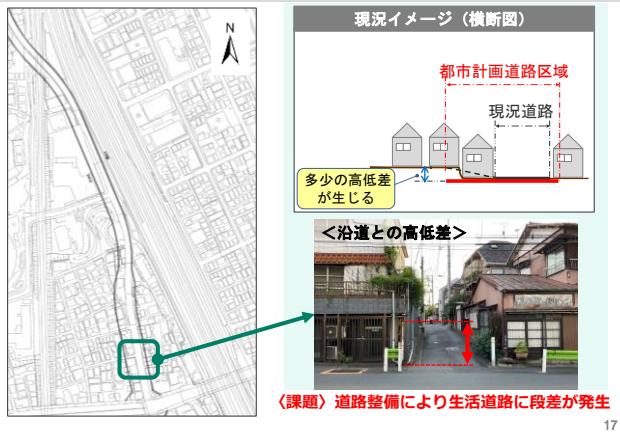 N
現況イメージ（横断図）
都市計画道路区域
現況道路
多少の高低差
が生じる
＜沿道との高低差＞
〈課題〉道路整備により生活道路に段差が発生
17